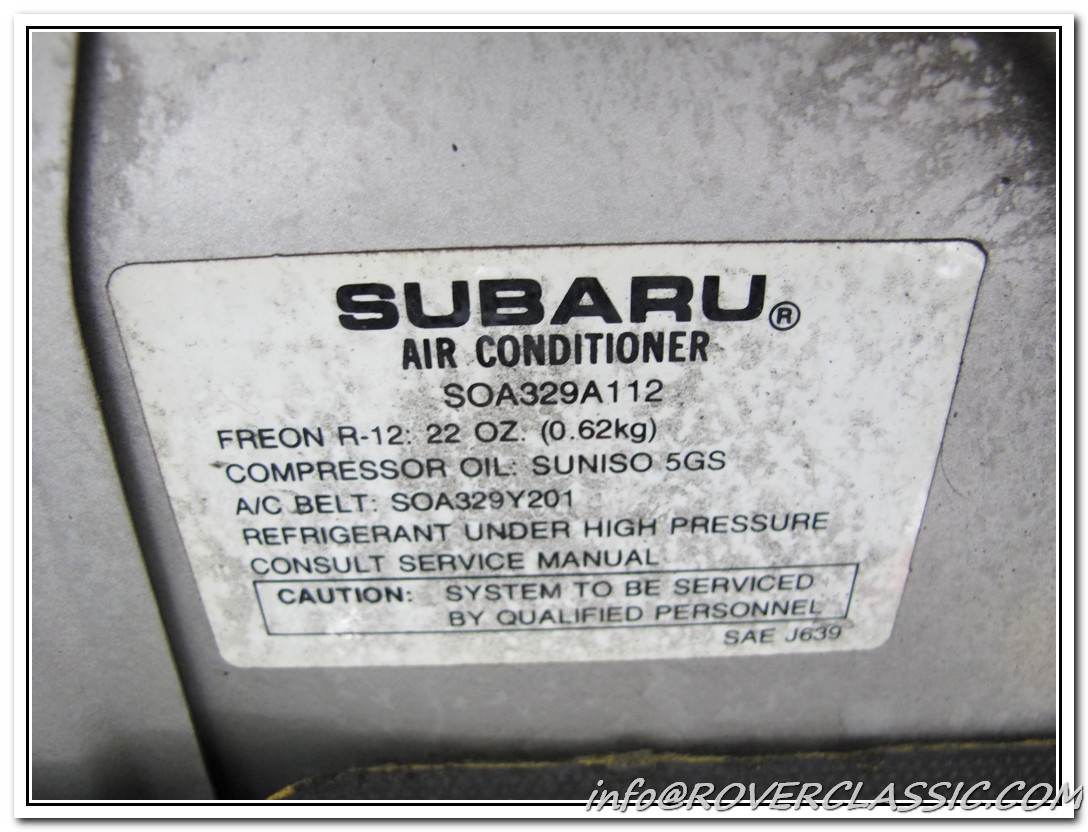 SUBARU®
AIR CONDITIONER
SOA329A112
FREON R-12: 22 OZ. (0.62kg)
COMPRESSOR OIL: SUNISO 5GS
A/C BELT: SOA329Y201
REFRIGERANT UNDER HIGH PRESSURE
CONSULT SERVICE MANUAL
CAUTION: SYSTEM TO BE SERVICED
BY QUALIFIED PERSONNEL
SAE J639
info@ROVERCLASSIC.COM